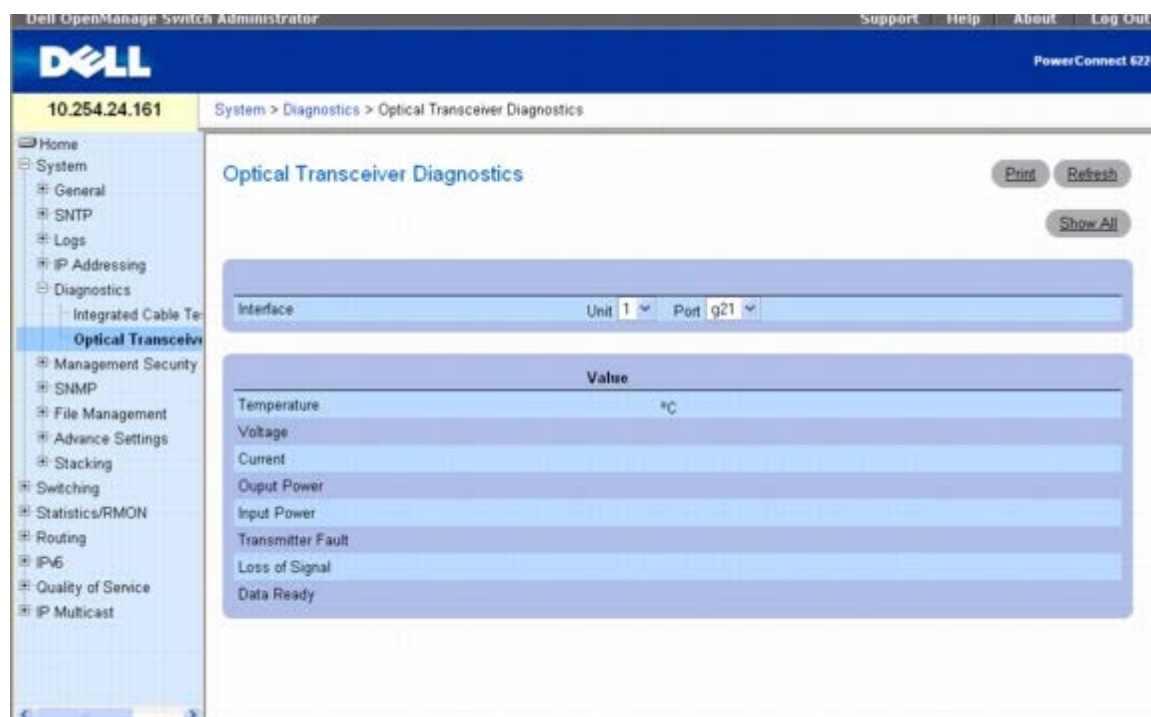 Dell OpenManage Switch Administrator Support Help About Log Out
DELL
PowerConnect 622
10.254.24.161
System > Diagnostics > Optical Transceiver Diagnostics
Home
System
General
SNTP
Logs
IP Addressing
Diagnostics
Integrated Cable Te
Optical Transceive
Management Security
SNMP
File Management
Advance Settings
Stacking
Switching
Statistics/RMON
Routing
IPv6
Quality of Service
IP Multicast
Optical Transceiver Diagnostics
Print Refresh
Show All
Interface Unit 1 Port g21
Value
Temperature °C
Voltage
Current
Ouput Power
Input Power
Transmitter Fault
Loss of Signal
Data Ready